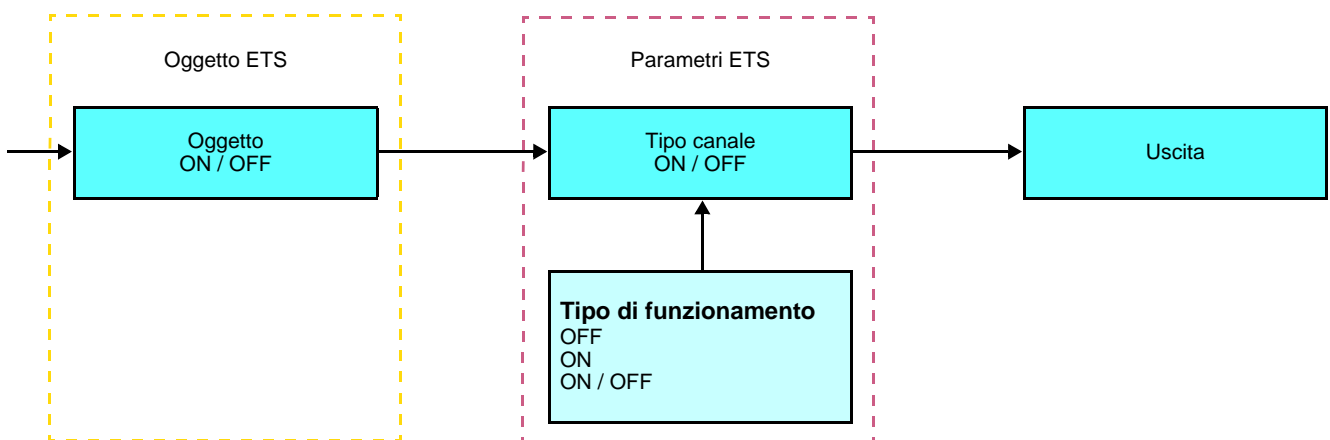 Oggetto ETS
Parametri ETS
Oggetto
ON / OFF
Tipo canale
ON / OFF
Uscita
Tipo di funzionamento
OFF
ON
ON / OFF